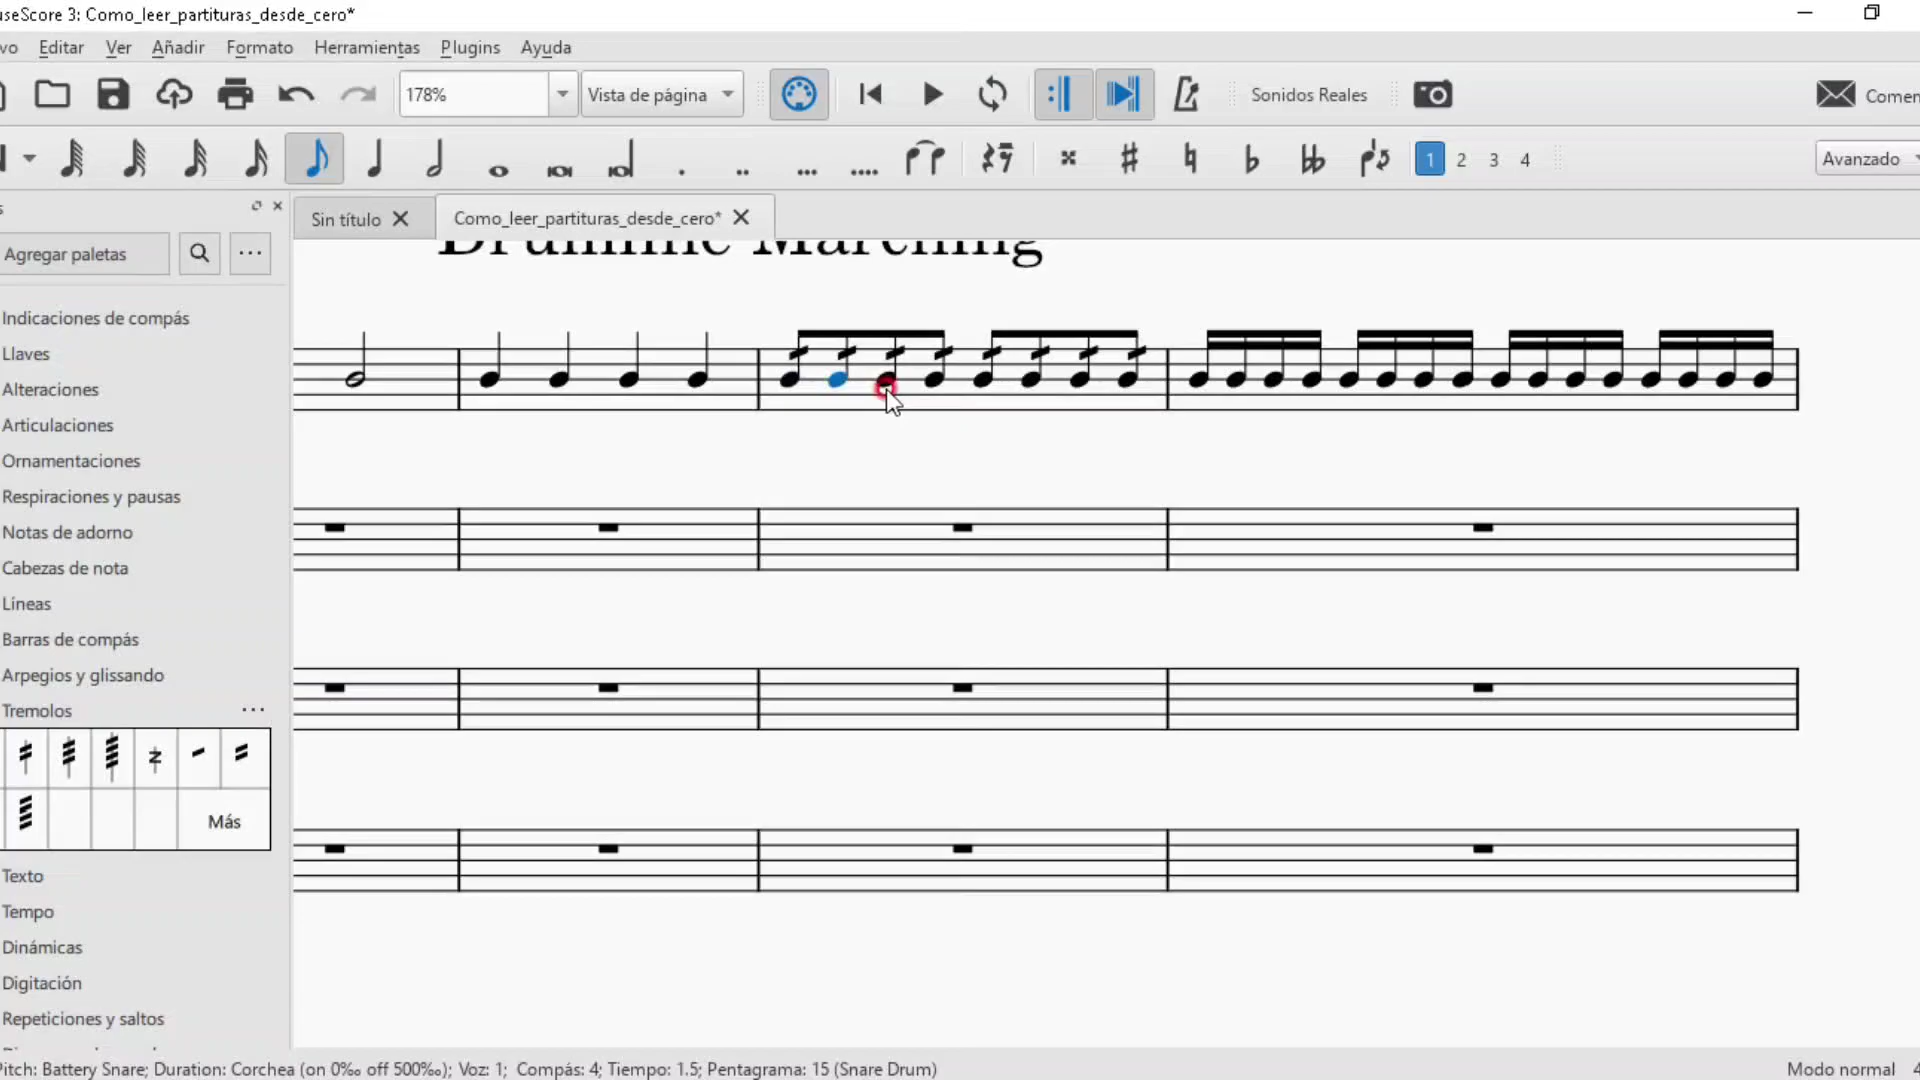 useScore 3: Como_leer_partituras_desde_cero*
vo Editar Ver Añadir Formato Herramientas Plugins Ayuda
178% Vista de página Sonidos Reales Comen
1 2 3 4 Avanzado
s
Sin título Como_leer_partituras_desde_cero*
Agregar paletas
Drumline Marching
Indicaciones de compás
Llaves
Alteraciones
Articulaciones
Ornamentaciones
Respiraciones y pausas
Notas de adorno
Cabezas de nota
Líneas
Barras de compás
Arpegios y glissando
Tremolos
Más
Texto
Tempo
Dinámicas
Digitación
Repeticiones y saltos
Pitch: Battery Snare; Duration: Corchea (on 0‰ off 500‰); Voz: 1; Compás: 4; Tiempo: 1.5; Pentagrama: 15 (Snare Drum) Modo normal 4